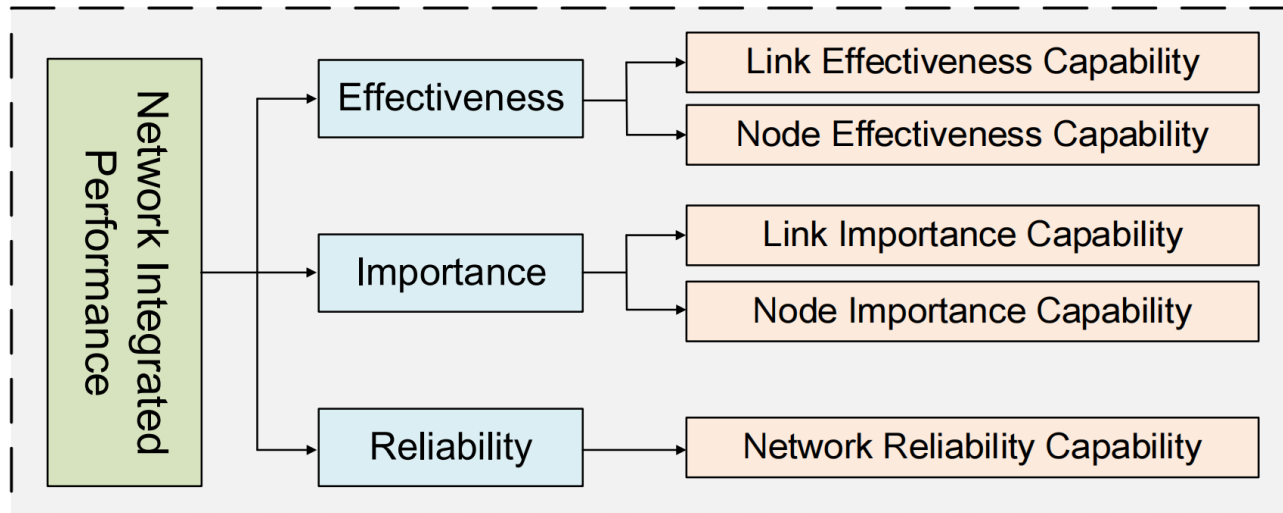 Network Integrated
Performance
Effectiveness
Link Effectiveness Capability
Node Effectiveness Capability
Importance
Link Importance Capability
Node Importance Capability
Reliability
Network Reliability Capability